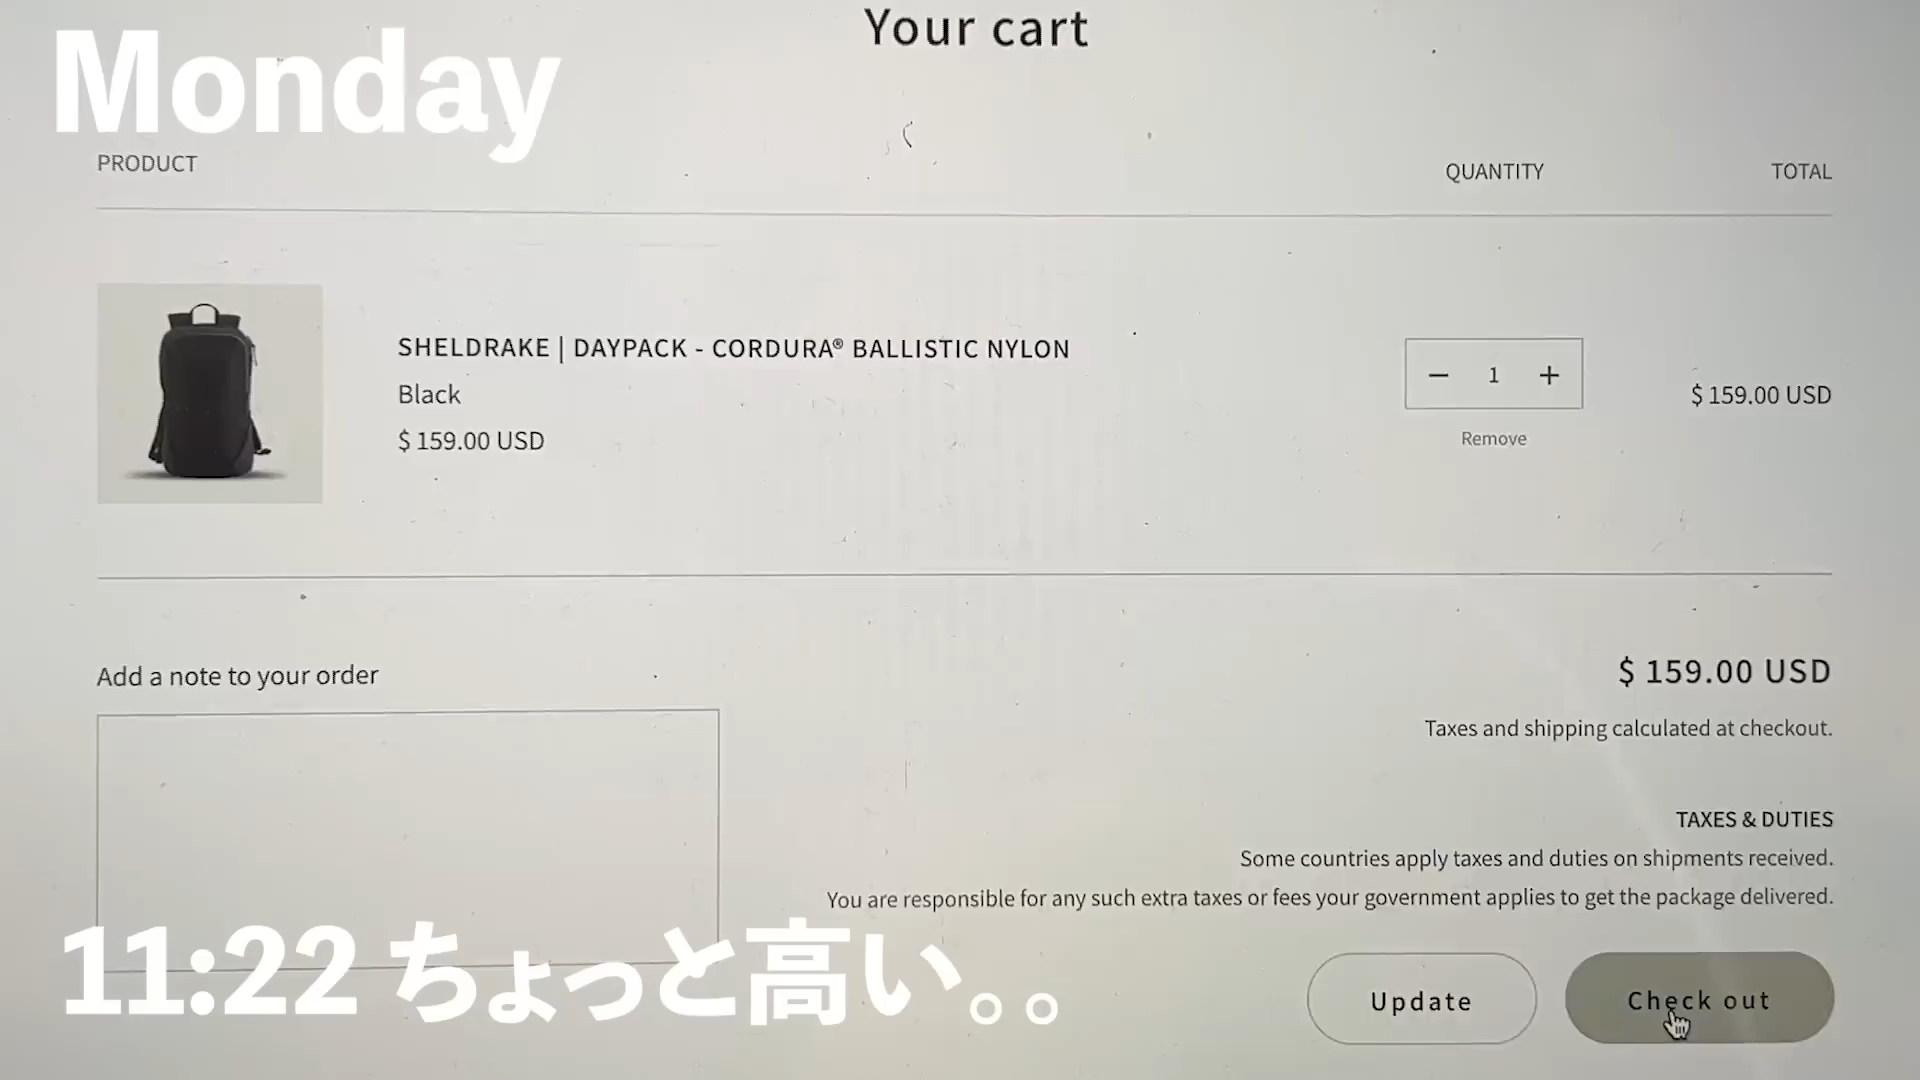 Your cart
Monday
PRODUCT
QUANTITY
TOTAL
SHELDRAKE | DAYPACK - CORDURA® BALLISTIC NYLON
Black
$ 159.00 USD
− 1 +
Remove
$ 159.00 USD
Add a note to your order
$ 159.00 USD
Taxes and shipping calculated at checkout.
TAXES & DUTIES
Some countries apply taxes and duties on shipments received.
You are responsible for any such extra taxes or fees your government applies to get the package delivered.
11:22 ちょっと高い。。
Update
Check out